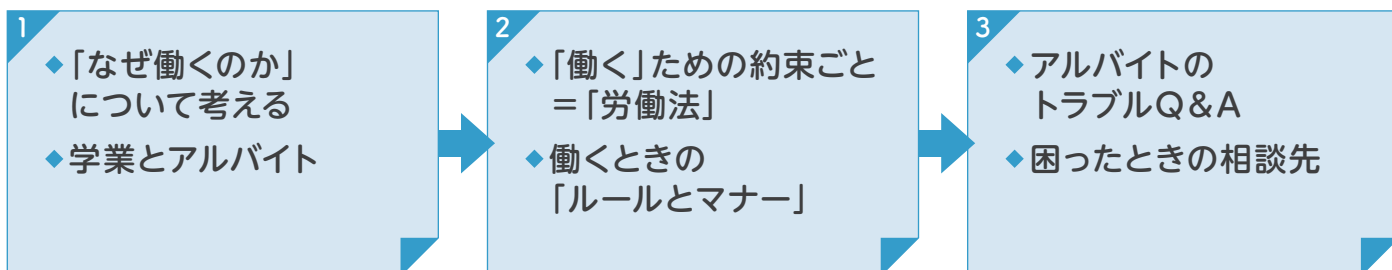 1
◆「なぜ働くのか」
について考える
◆学業とアルバイト
2
◆「働く」ための約束ごと
＝「労働法」
◆働くときの
「ルールとマナー」
3
◆アルバイトの
トラブルQ&A
◆困ったときの相談先